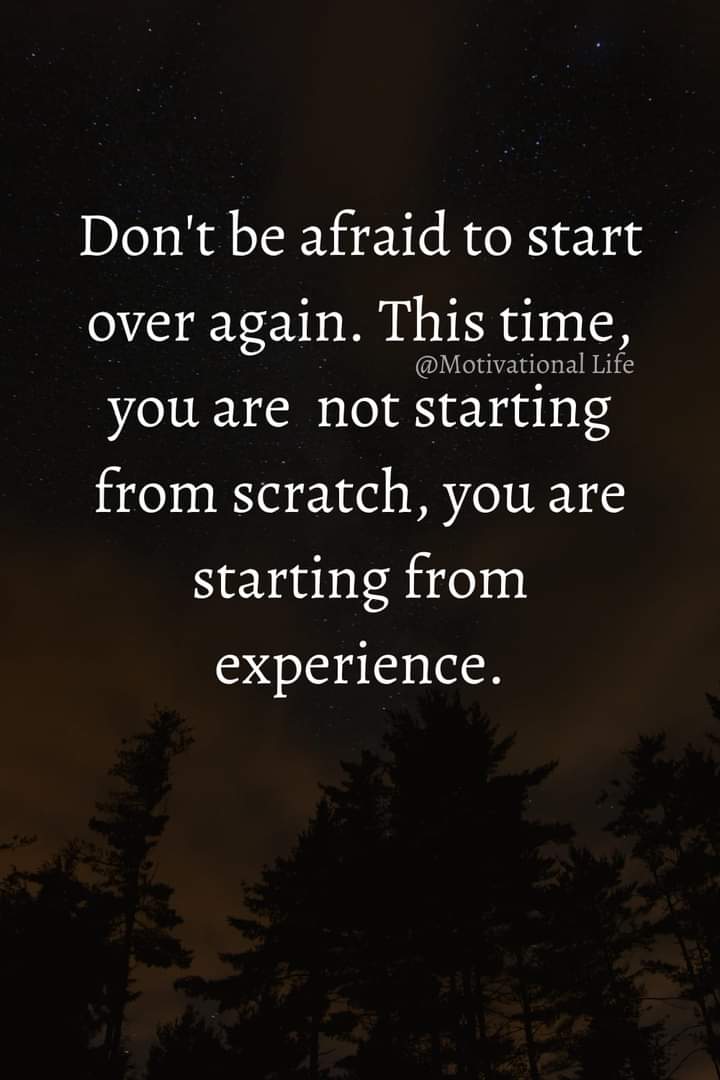 Don't be afraid to start
over again. This time,
@Motivational Life
you are  not starting
from scratch, you are
starting from
experience.